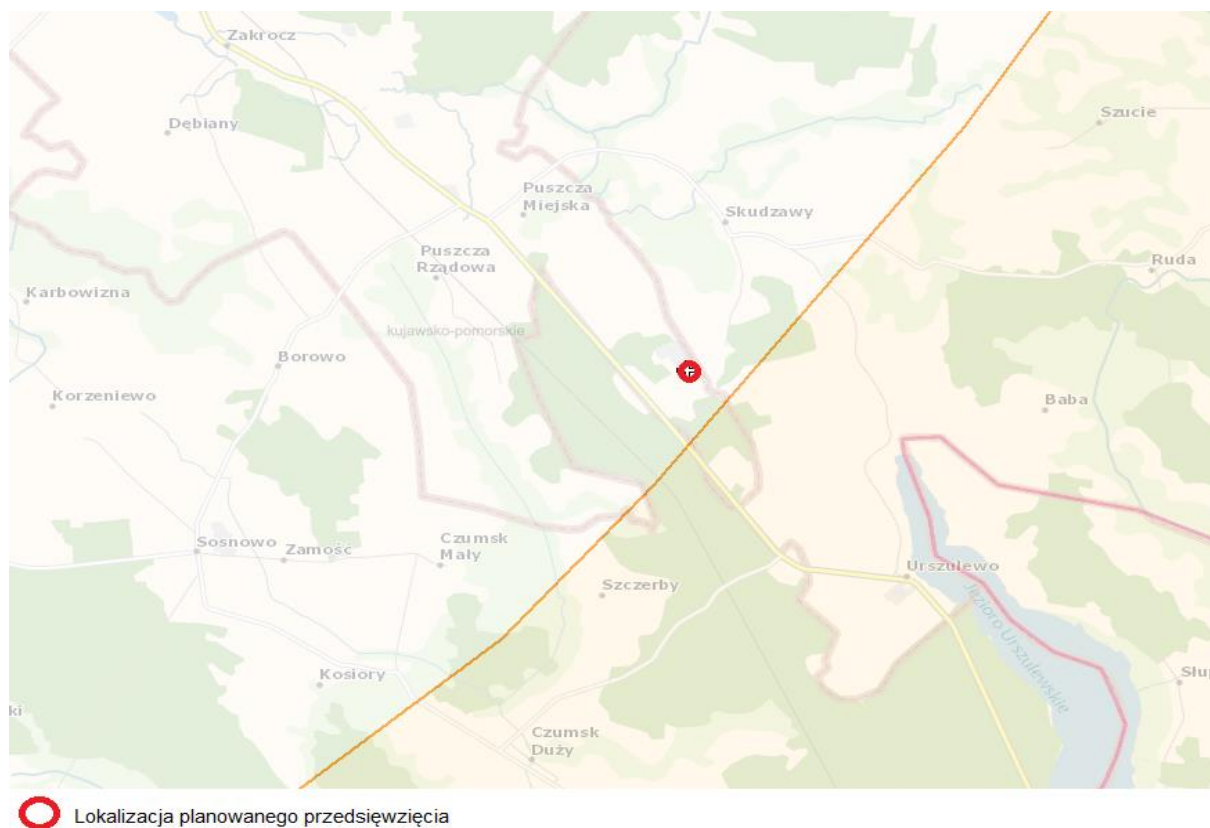 Zakrocz
Szucie
Dębiany
Puszcza
Miejska
Skudzawy
Puszcza
Rządowa
Ruda
Karbowizna
kujawsko-pomorskie
Borowo
Korzeniewo
Baba
Sosnowo
Zamość
Czumsk
Mały
Szczerby
Urszulewo
Jezioro Urszulewskie
Kosiory
Słup
ki
Czumsk
Duży
Lokalizacja planowanego przedsięwzięcia